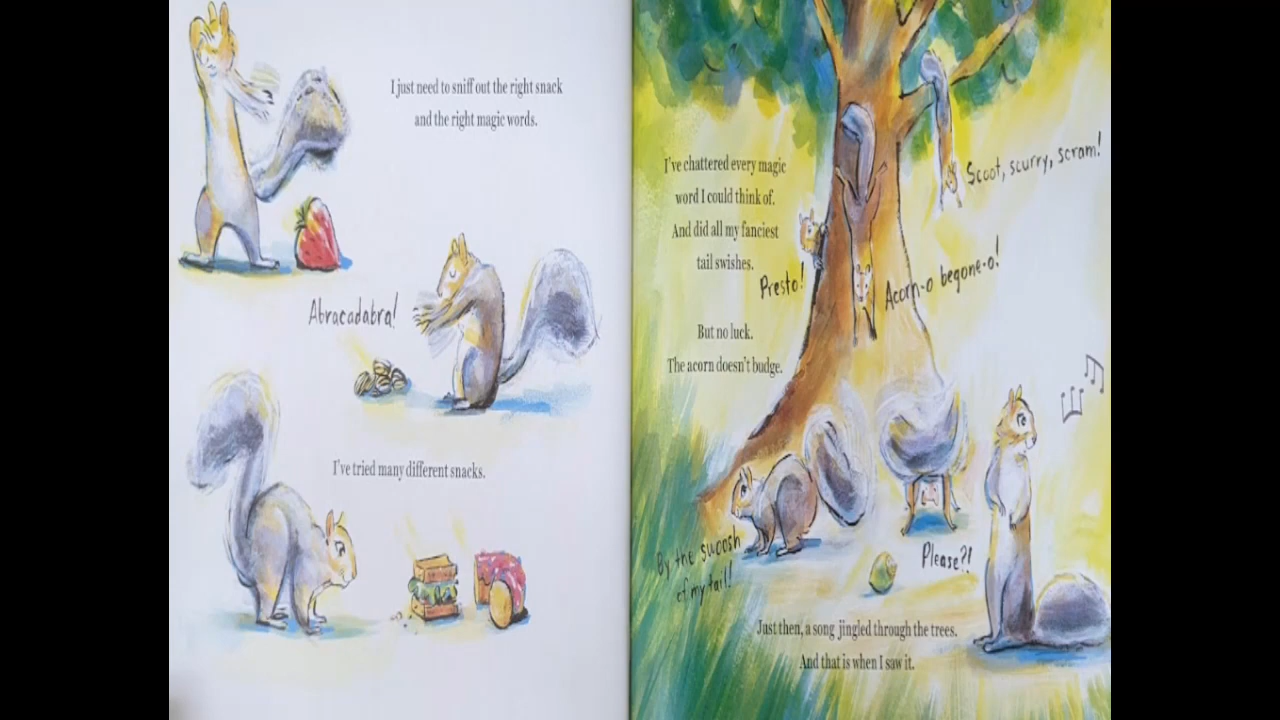 I just need to sniff out the right snack
and the right magic words.
Abracadabra!
I've tried many different snacks.
I've chattered every magic
word I could think of.
And did all my fanciest
tail swishes.
Scoot, scurry, scram!
Presto!
Acorn-o begone-o!
But no luck.
The acorn doesn't budge.
By the swoosh
of my tail!
Please?!
Just then, a song jingled through the trees.
And that is when I saw it.